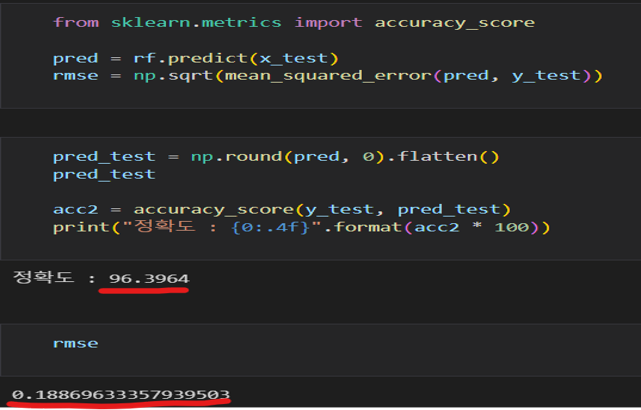 from sklearn.metrics import accuracy_score
pred = rf.predict(x_test)
rmse = np.sqrt(mean_squared_error(pred, y_test))
pred_test = np.round(pred, 0).flatten()
pred_test
acc2 = accuracy_score(y_test, pred_test)
print("정확도 : {0:.4f}".format(acc2 * 100))
정확도 : 96.3964
rmse
0.18869633357939503